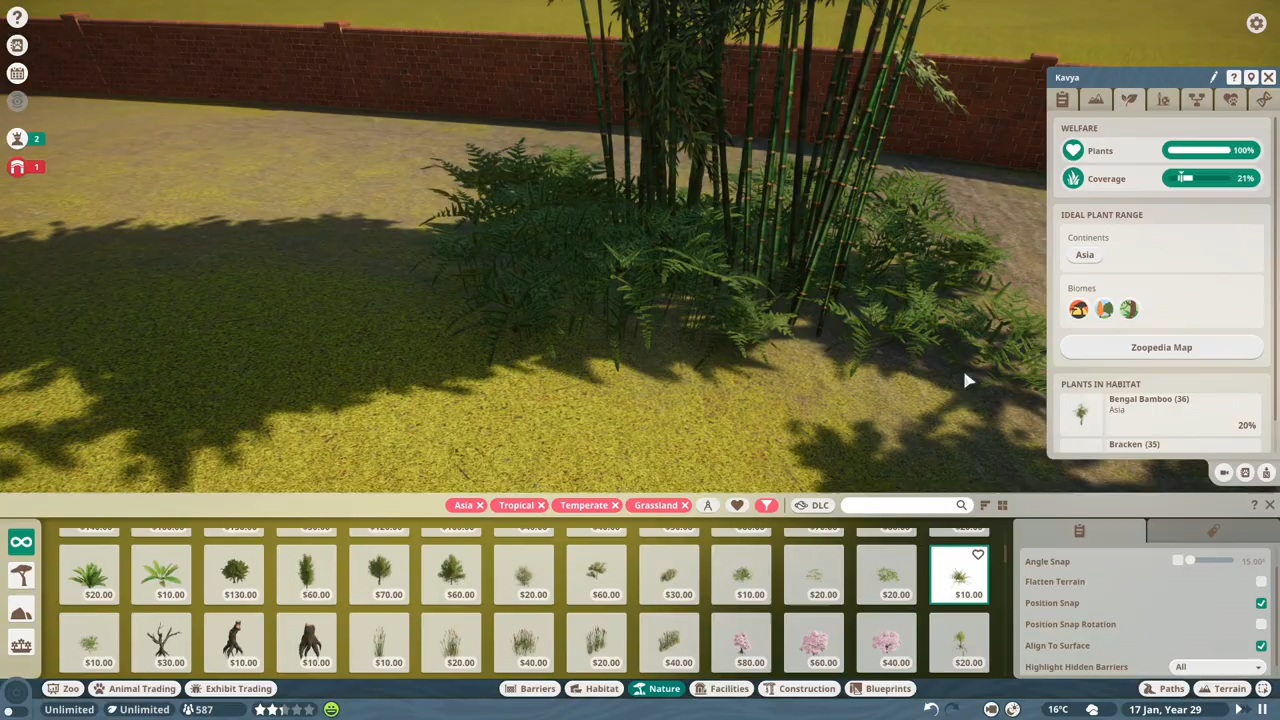 ?
2
1
Kavya
?
WELFARE
Plants 100%
Coverage 21%
IDEAL PLANT RANGE
Continents
Asia
Biomes
Zoopedia Map
PLANTS IN HABITAT
Bengal Bamboo (36)
Asia
20%
Bracken (35)
Asia Tropical Temperate Grassland DLC ?
$20.00 $10.00 $130.00 $60.00 $70.00 $60.00 $20.00 $60.00 $30.00 $10.00 $20.00 $20.00 $10.00
$10.00 $30.00 $10.00 $10.00 $10.00 $20.00 $40.00 $20.00 $40.00 $80.00 $60.00 $40.00 $20.00
Angle Snap 15.00°
Flatten Terrain
Position Snap
Position Snap Rotation
Align To Surface
Highlight Hidden Barriers All
Zoo Animal Trading Exhibit Trading Barriers Habitat Nature Facilities Construction Blueprints Paths Terrain
Unlimited Unlimited 587 16°C 17 Jan, Year 29